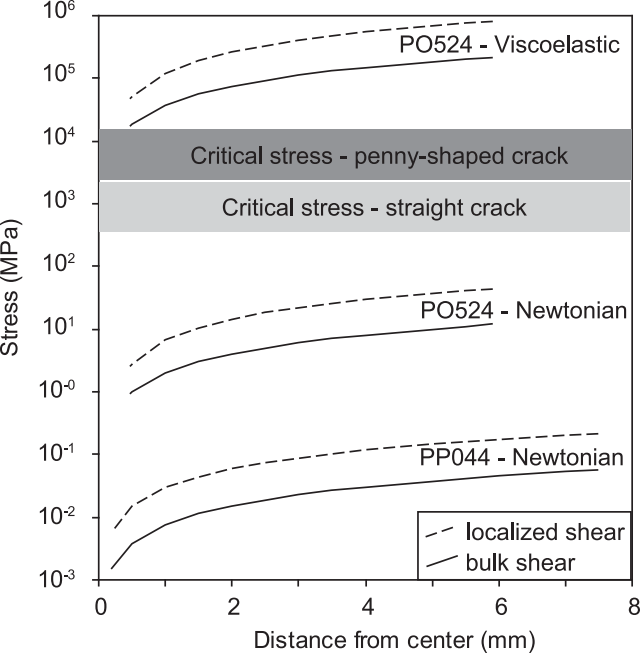 10⁶
PO524 - Viscoelastic
10⁵
10⁴
Critical stress - penny-shaped crack
10³
Critical stress - straight crack
10²
Stress (MPa)
PO524 - Newtonian
10¹
10⁻⁰
10⁻¹
PP044 - Newtonian
10⁻²
localized shear
bulk shear
10⁻³
0 2 4 6 8
Distance from center (mm)